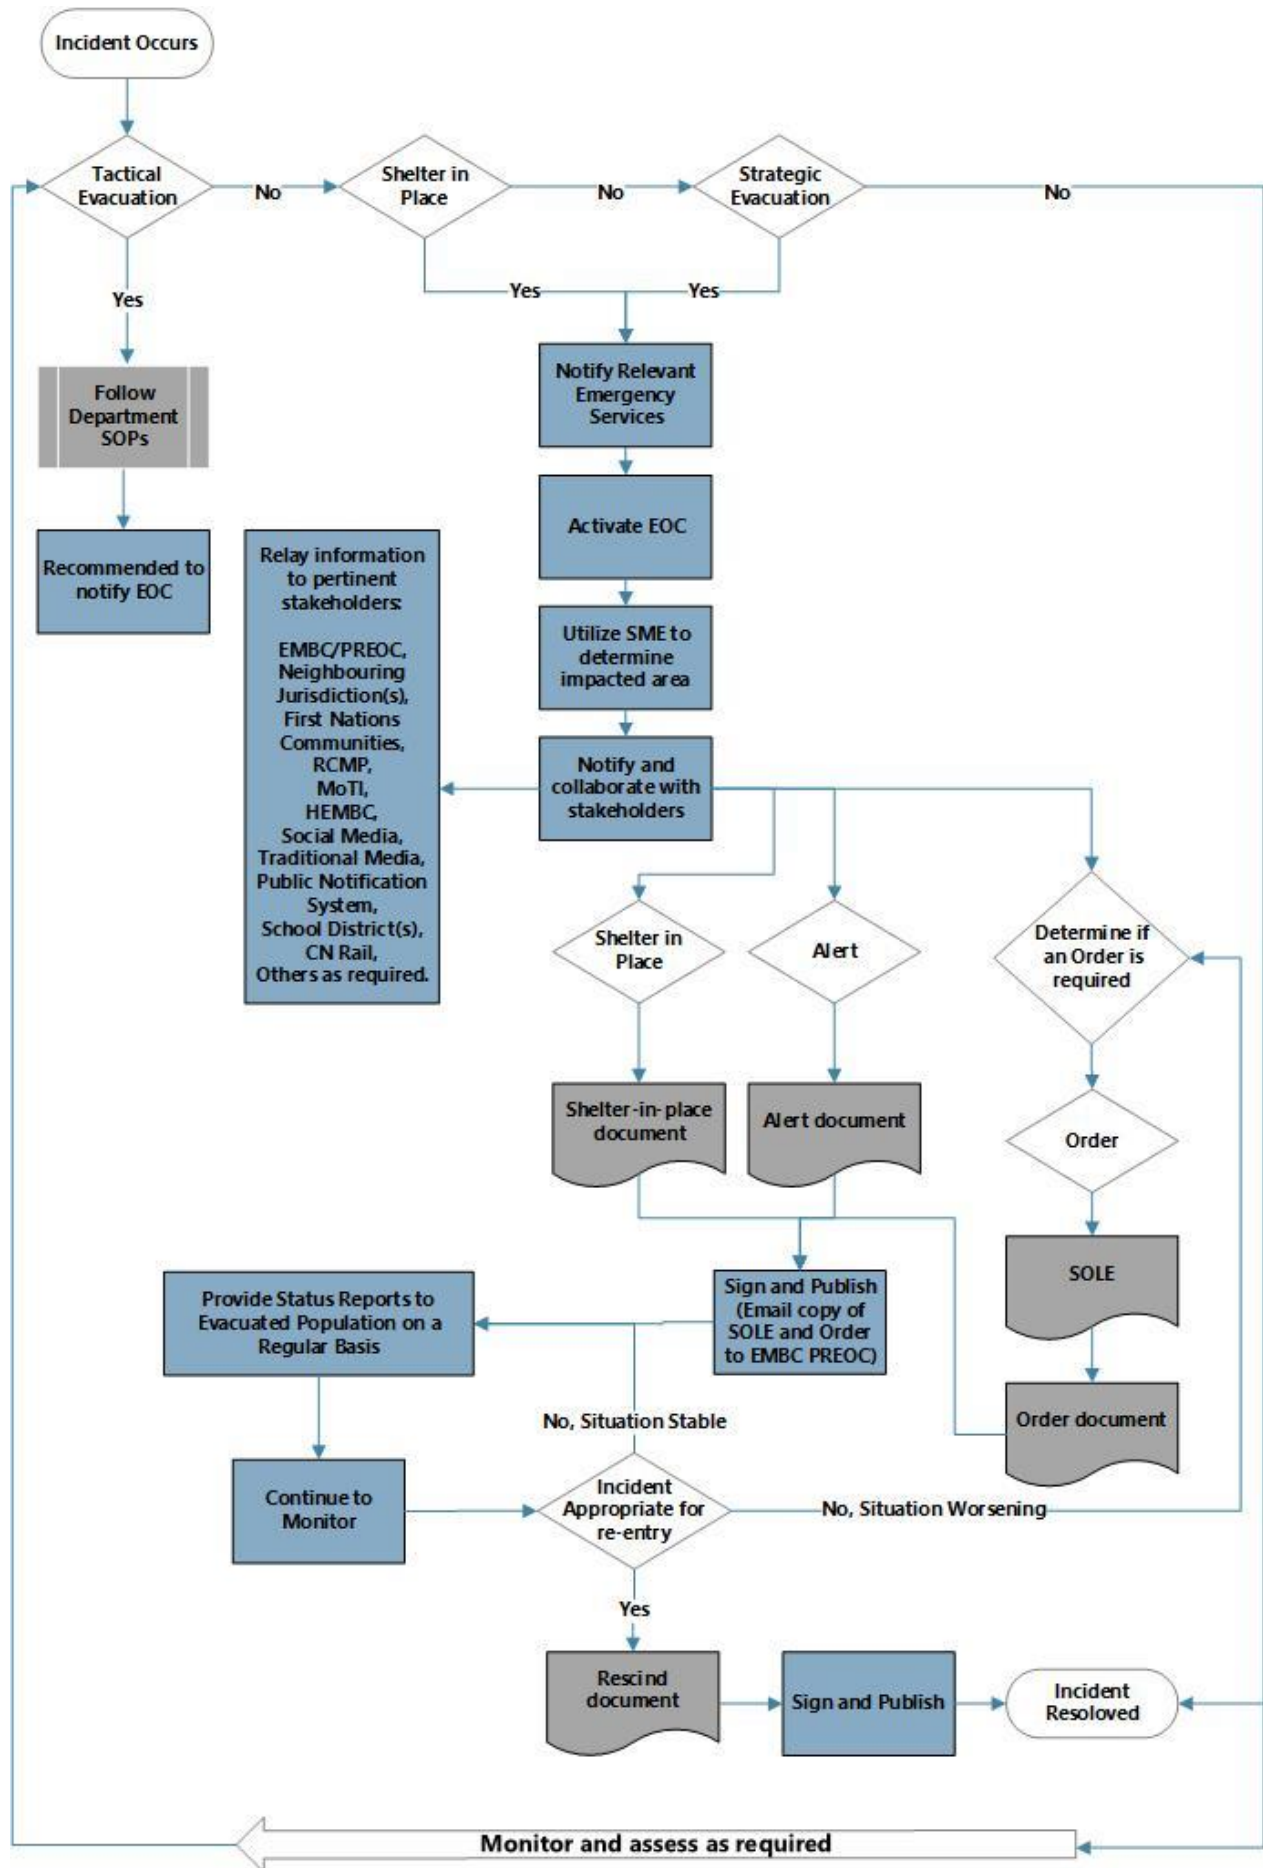 Incident Occurs
Tactical
Evacuation
No
Shelter in
Place
No
Strategic
Evacuation
No
Yes
Yes
Yes
Follow
Department
SOPs
Recommended to
notify EOC
Notify Relevant
Emergency
Services
Activate EOC
Utilize SME to
determine
impacted area
Notify and
collaborate with
stakeholders
Relay information
to pertinent
stakeholders:
EMBC/PREOC,
Neighbouring
Jurisdiction(s),
First Nations
Communities,
RCMP,
MoTI,
HEMBC,
Social Media,
Traditional Media,
Public Notification
System,
School District(s),
CN Rail,
Others as required.
Shelter in
Place
Alert
Determine if
an Order is
required
Shelter-in-place
document
Alert document
Order
SOLE
Order document
Sign and Publish
(Email copy of
SOLE and Order
to EMBC PREOC)
Provide Status Reports to
Evacuated Population on a
Regular Basis
No, Situation Stable
Continue to
Monitor
Incident
Appropriate for
re-entry
No, Situation Worsening
Yes
Rescind
document
Sign and Publish
Incident
Resoloved
Monitor and assess as required